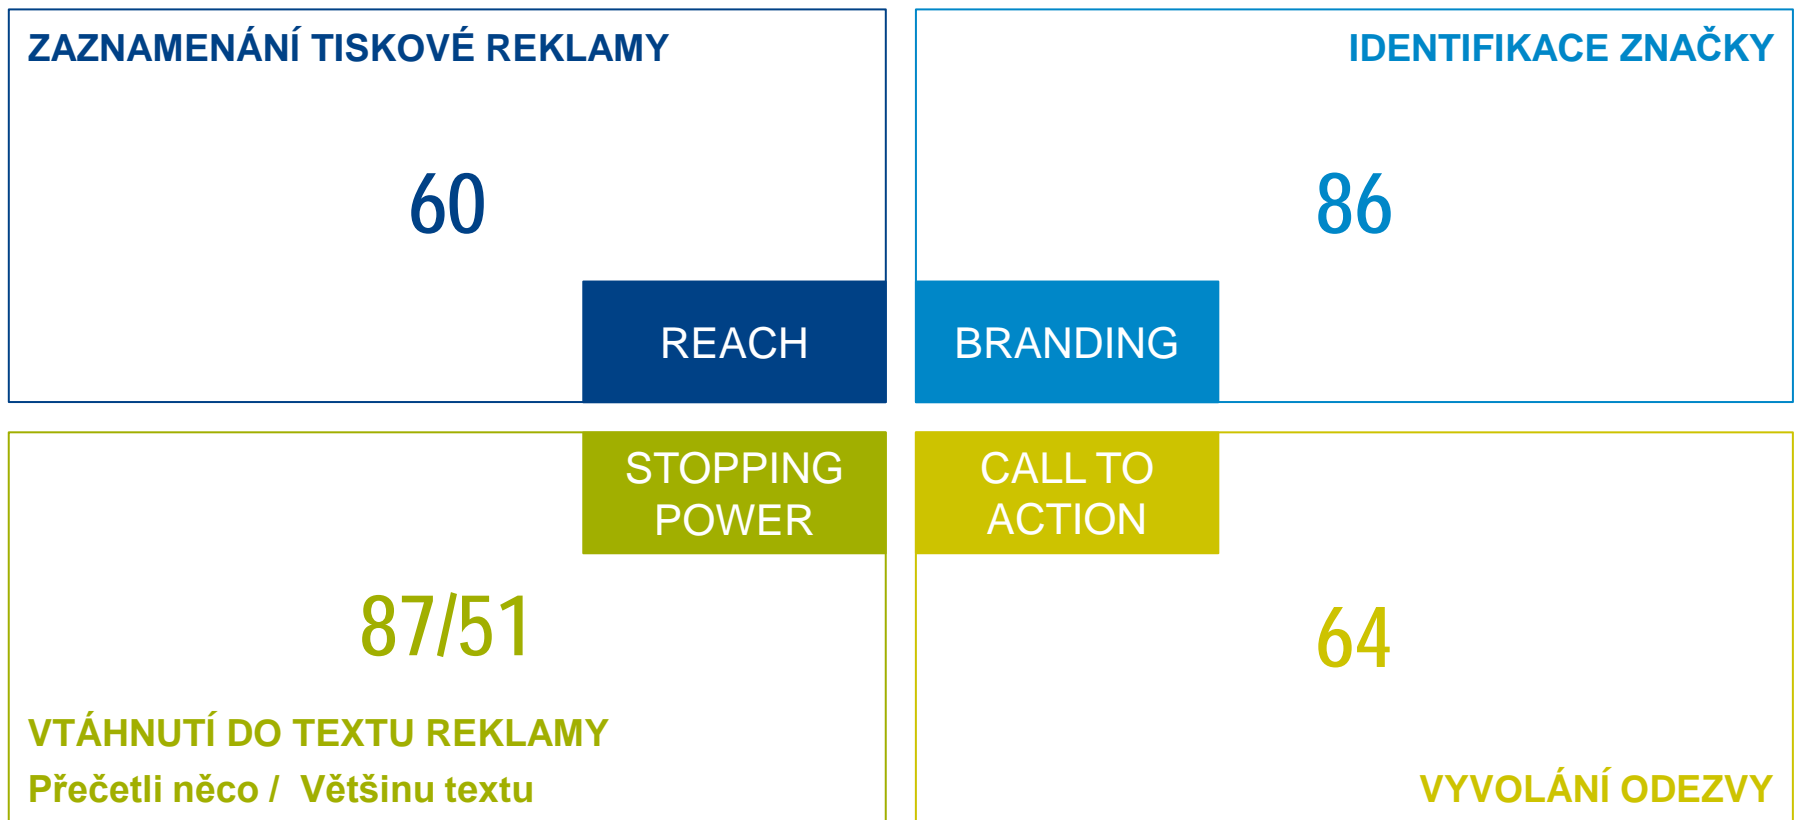 ZAZNAMENÁNÍ TISKOVÉ REKLAMY
60
REACH
IDENTIFIKACE ZNAČKY
86
BRANDING
STOPPING
POWER
87/51
VTÁHNUTÍ DO TEXTU REKLAMY
Přečetli něco / Většinu textu
CALL TO
ACTION
64
VYVOLÁNÍ ODEZVY